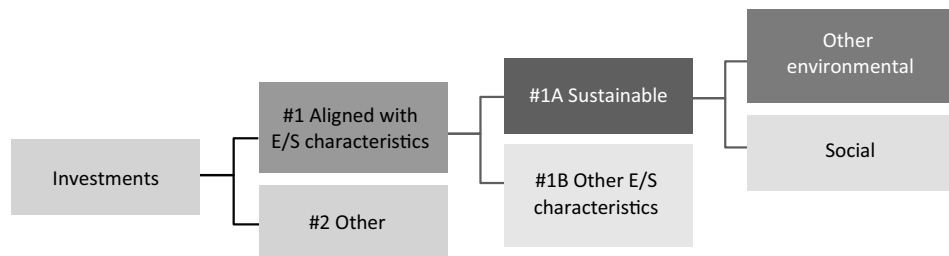 Investments
#1 Aligned with
E/S characteristics
#2 Other
#1A Sustainable
#1B Other E/S
characteristics
Other
environmental
Social